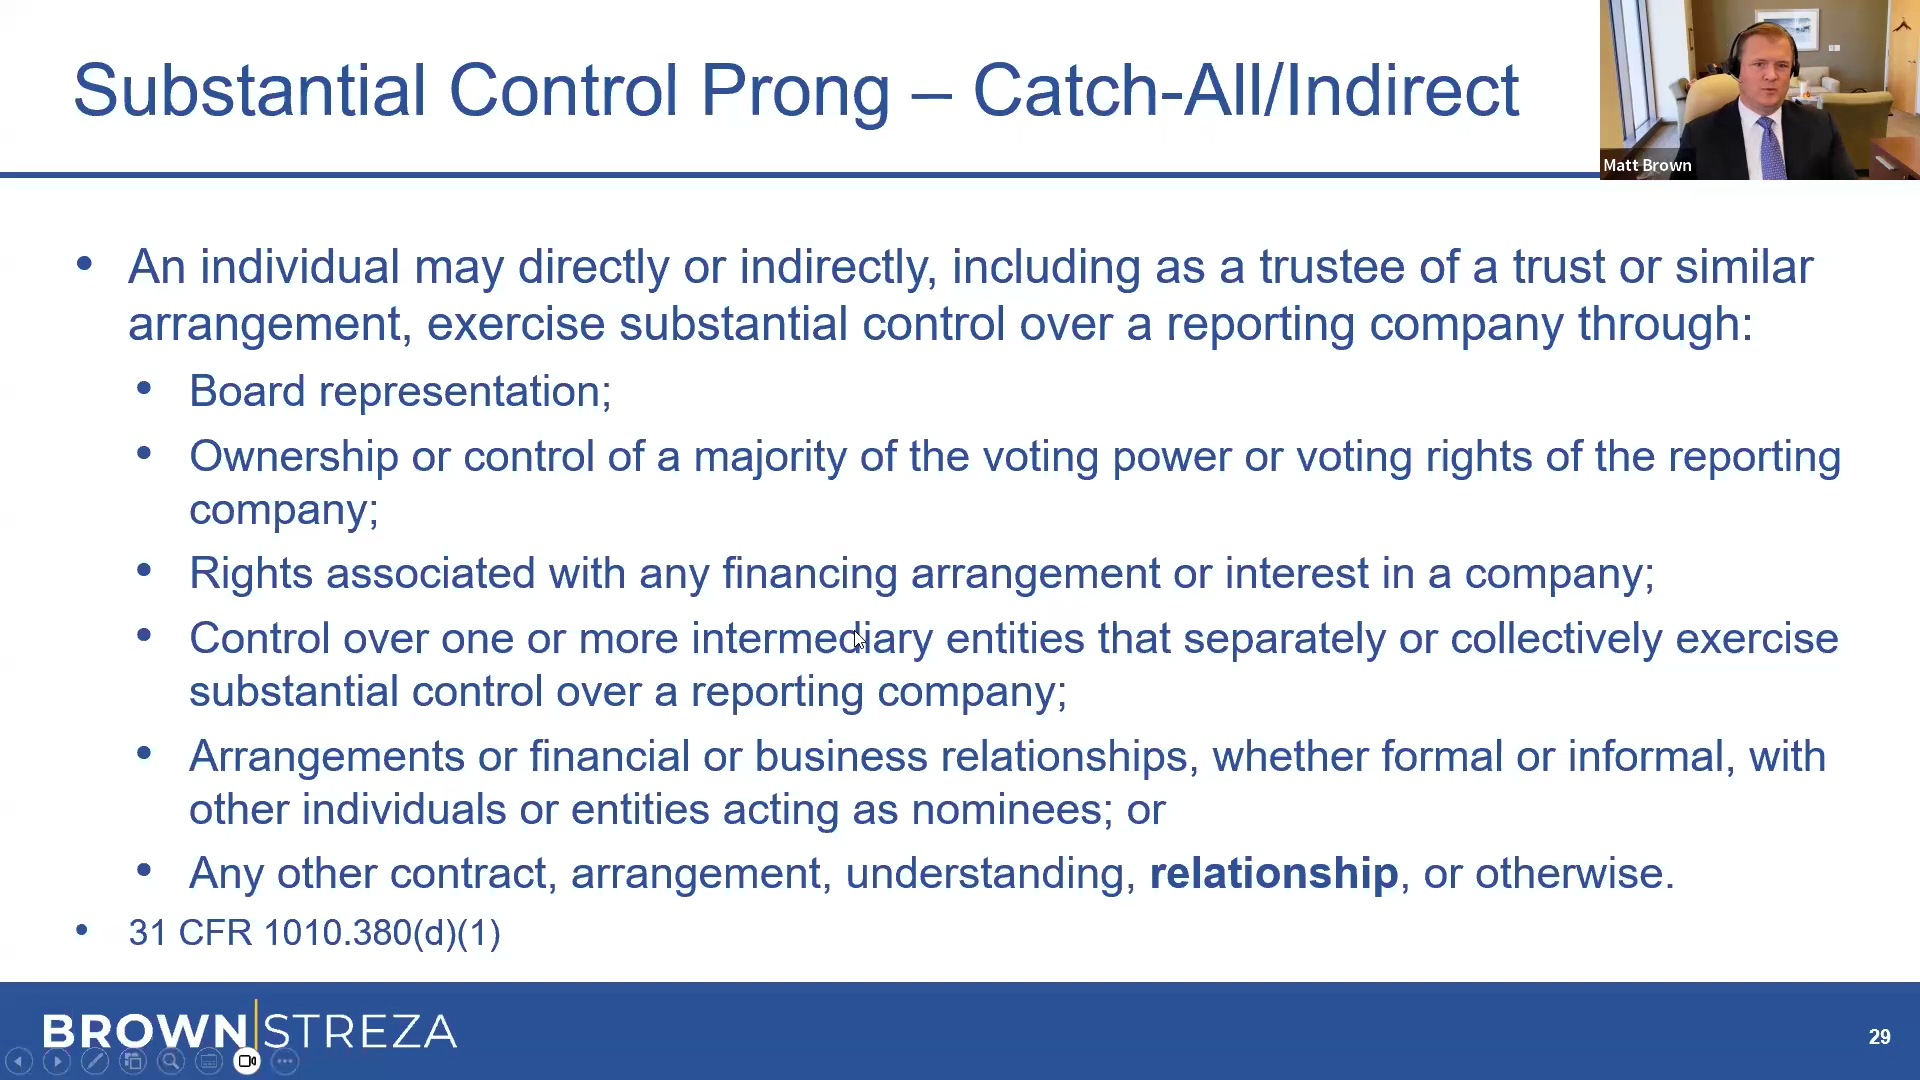 Substantial Control Prong – Catch-All/Indirect
Matt Brown
• An individual may directly or indirectly, including as a trustee of a trust or similar
arrangement, exercise substantial control over a reporting company through:
• Board representation;
• Ownership or control of a majority of the voting power or voting rights of the reporting
company;
• Rights associated with any financing arrangement or interest in a company;
• Control over one or more intermediary entities that separately or collectively exercise
substantial control over a reporting company;
• Arrangements or financial or business relationships, whether formal or informal, with
other individuals or entities acting as nominees; or
• Any other contract, arrangement, understanding, relationship, or otherwise.
• 31 CFR 1010.380(d)(1)
BROWN|STREZA
29